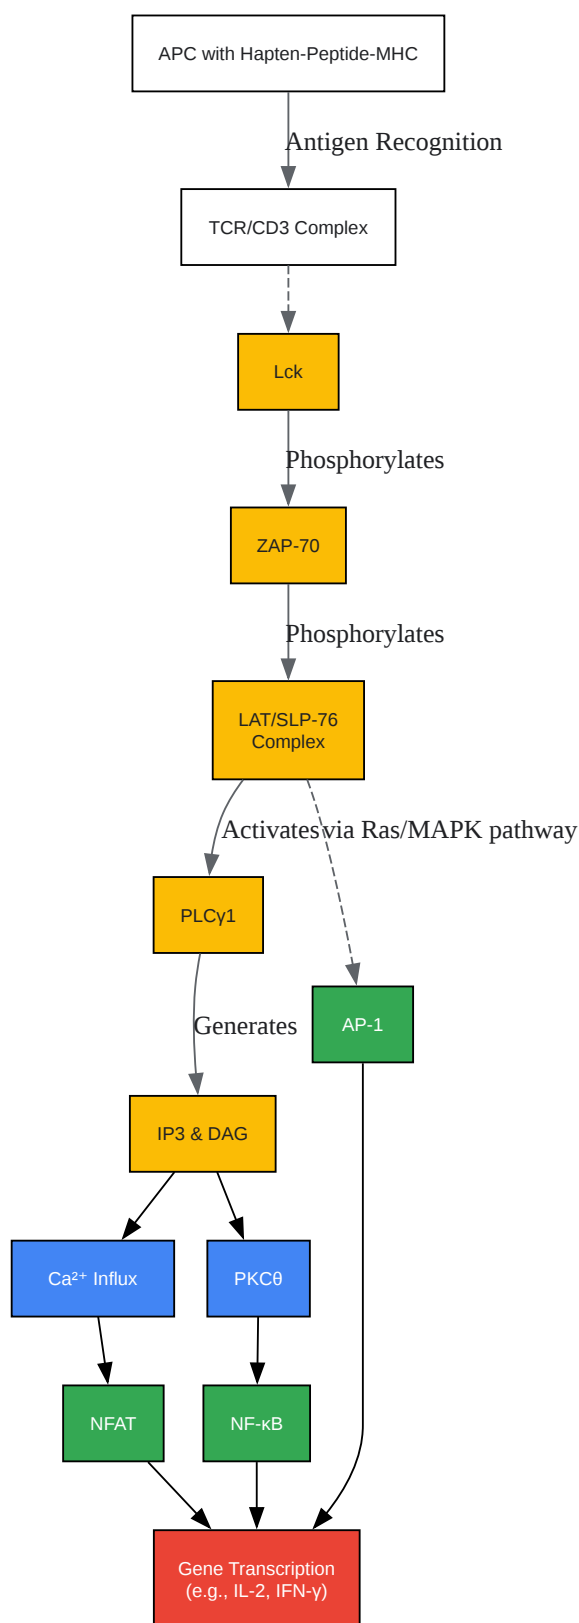 APC with Hapten-Peptide-MHC
Antigen Recognition
TCR/CD3 Complex
Lck
Phosphorylates
ZAP-70
Phosphorylates
LAT/SLP-76
Complex
Activates
via Ras/MAPK pathway
PLCγ1
AP-1
Generates
IP3 & DAG
Ca²⁺ Influx
PKCθ
NFAT
NF-κB
Gene Transcription
(e.g., IL-2, IFN-γ)